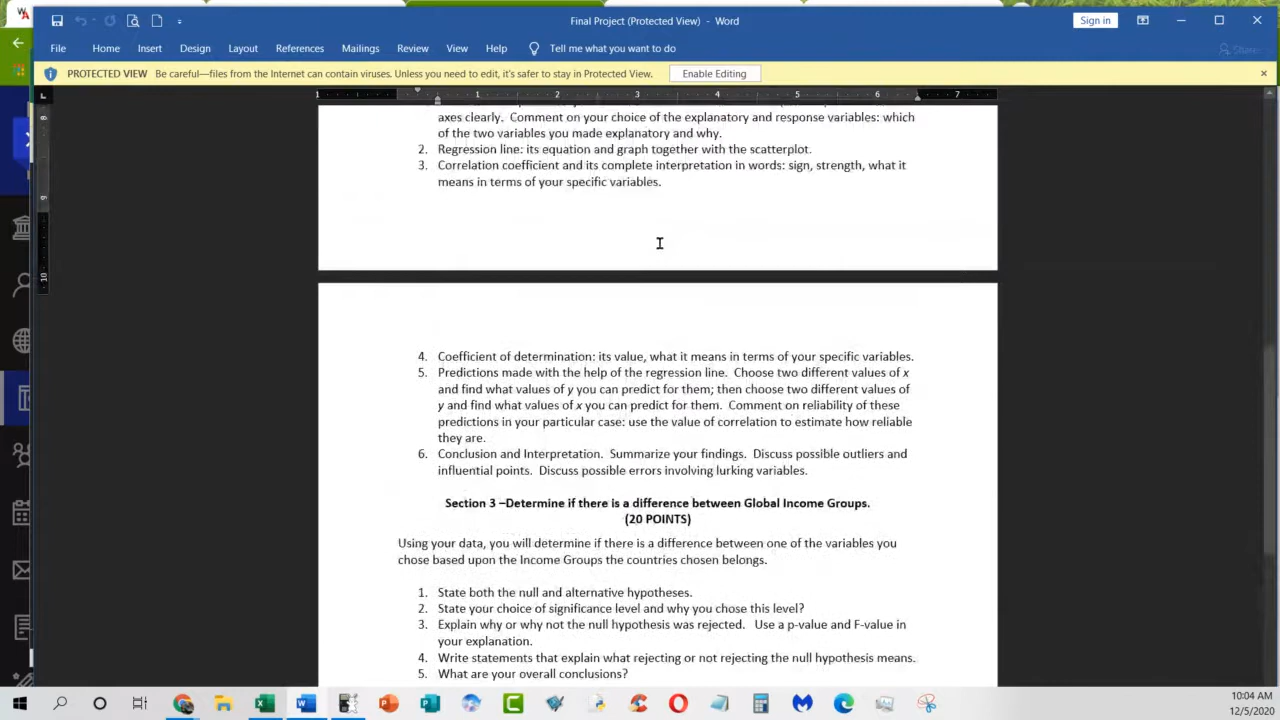 Final Project (Protected View) - Word
Sign in
File Home Insert Design Layout References Mailings Review View Help Tell me what you want to do Share
PROTECTED VIEW Be careful—files from the Internet can contain viruses. Unless you need to edit, it's safer to stay in Protected View. Enable Editing
1 1 2 3 4 5 6 7
axes clearly. Comment on your choice of the explanatory and response variables: which
of the two variables you made explanatory and why.
2. Regression line: its equation and graph together with the scatterplot.
3. Correlation coefficient and its complete interpretation in words: sign, strength, what it
means in terms of your specific variables.
8
9
10
4. Coefficient of determination: its value, what it means in terms of your specific variables.
5. Predictions made with the help of the regression line. Choose two different values of x
and find what values of y you can predict for them; then choose two different values of
y and find what values of x you can predict for them. Comment on reliability of these
predictions in your particular case: use the value of correlation to estimate how reliable
they are.
6. Conclusion and Interpretation. Summarize your findings. Discuss possible outliers and
influential points. Discuss possible errors involving lurking variables.
Section 3 –Determine if there is a difference between Global Income Groups.
(20 POINTS)
Using your data, you will determine if there is a difference between one of the variables you
chose based upon the Income Groups the countries chosen belongs.
1. State both the null and alternative hypotheses.
2. State your choice of significance level and why you chose this level?
3. Explain why or why not the null hypothesis was rejected. Use a p-value and F-value in
your explanation.
4. Write statements that explain what rejecting or not rejecting the null hypothesis means.
5. What are your overall conclusions?
10:04 AM
12/5/2020